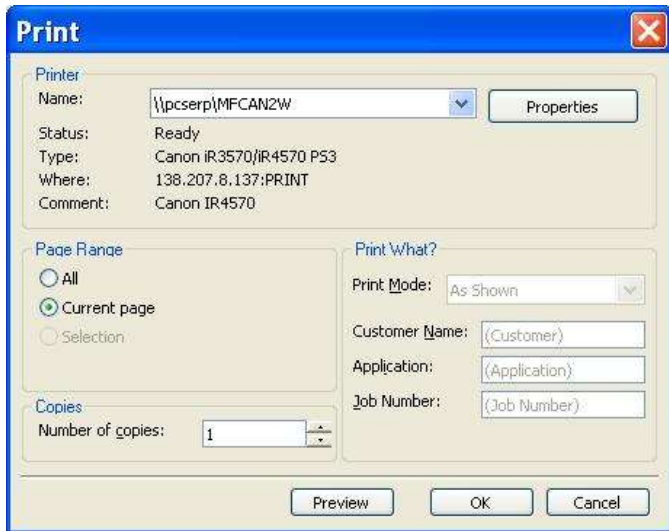 Print
Printer
Name: \\pcserp\MFCAN2W Properties
Status: Ready
Type: Canon iR3570/iR4570 PS3
Where: 138.207.8.137:PRINT
Comment: Canon IR4570
Page Range
All
Current page
Selection
Print What?
Print Mode: As Shown
Customer Name: (Customer)
Application: (Application)
Job Number: (Job Number)
Copies
Number of copies: 1
Preview OK Cancel